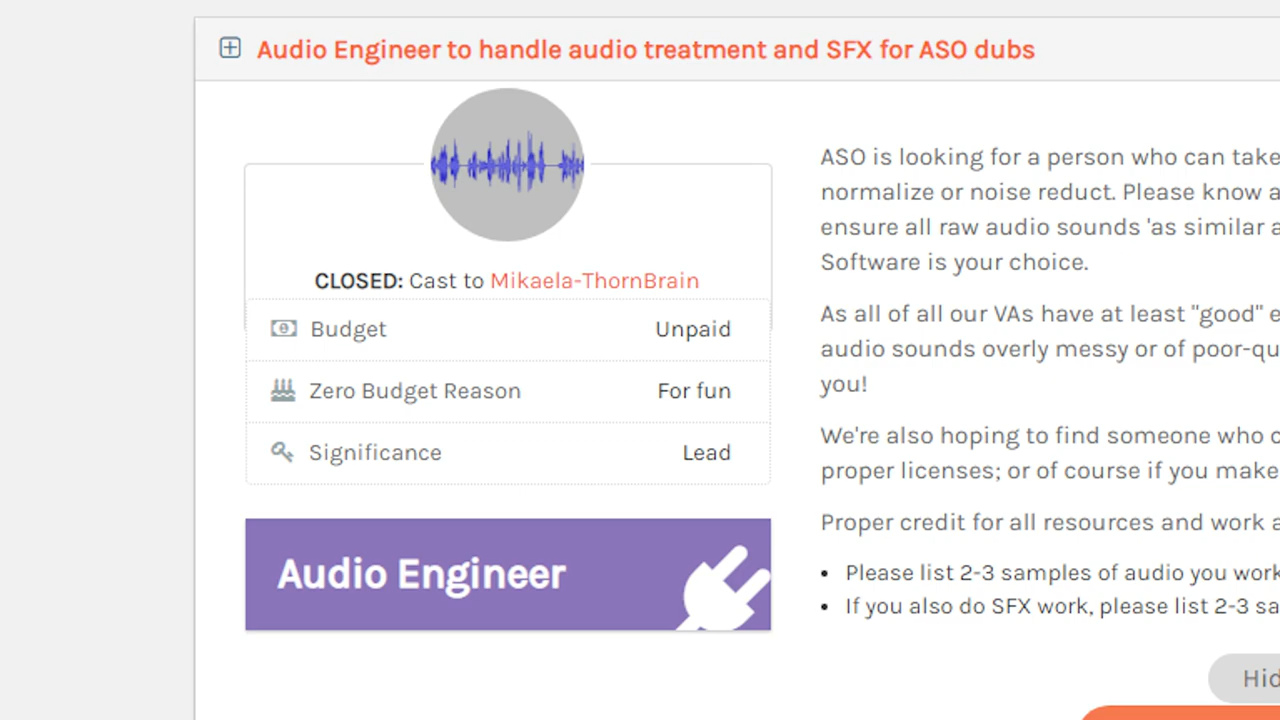 Audio Engineer to handle audio treatment and SFX for ASO dubs
CLOSED: Cast to Mikaela-ThornBrain
Budget Unpaid
Zero Budget Reason For fun
Significance Lead
Audio Engineer
ASO is looking for a person who can take
normalize or noise reduct. Please know a
ensure all raw audio sounds 'as similar a
Software is your choice.
As all of all our VAs have at least "good" e
audio sounds overly messy or of poor-qu
you!
We're also hoping to find someone who c
proper licenses; or of course if you make
Proper credit for all resources and work a
• Please list 2-3 samples of audio you work
• If you also do SFX work, please list 2-3 sa
Hid